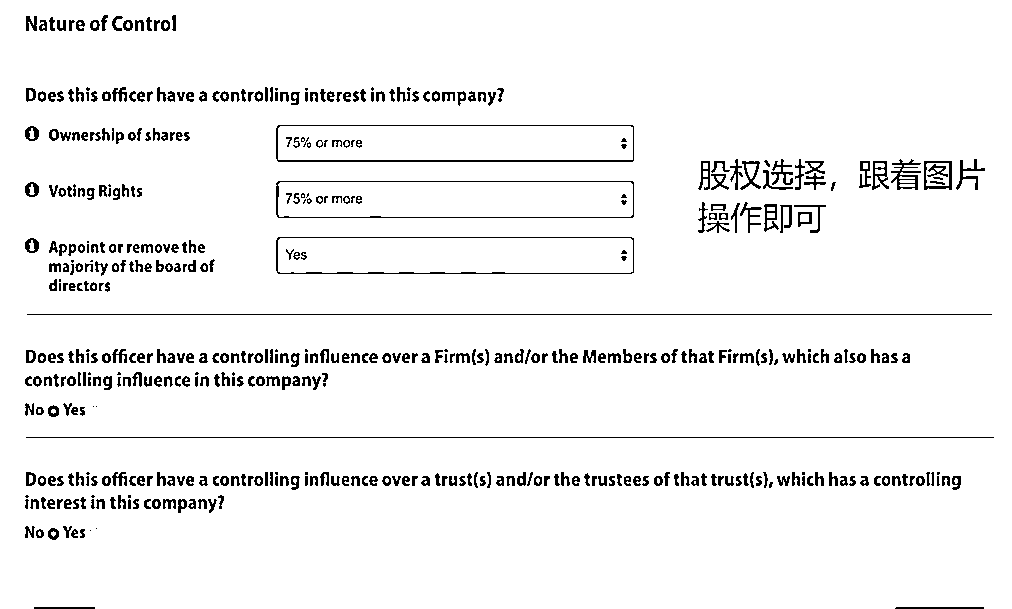 Nature of Control
Does this officer have a controlling interest in this company?
Ownership of shares
75% or more
Voting Rights
75% or more
Appoint or remove the
majority of the board of
directors
Yes
股权选择，跟着图片
操作即可
Does this officer have a controlling influence over a Firm(s) and/or the Members of that Firm(s), which also has a
controlling influence in this company?
No Yes
Does this officer have a controlling influence over a trust(s) and/or the trustees of that trust(s), which has a controlling
interest in this company?
No Yes